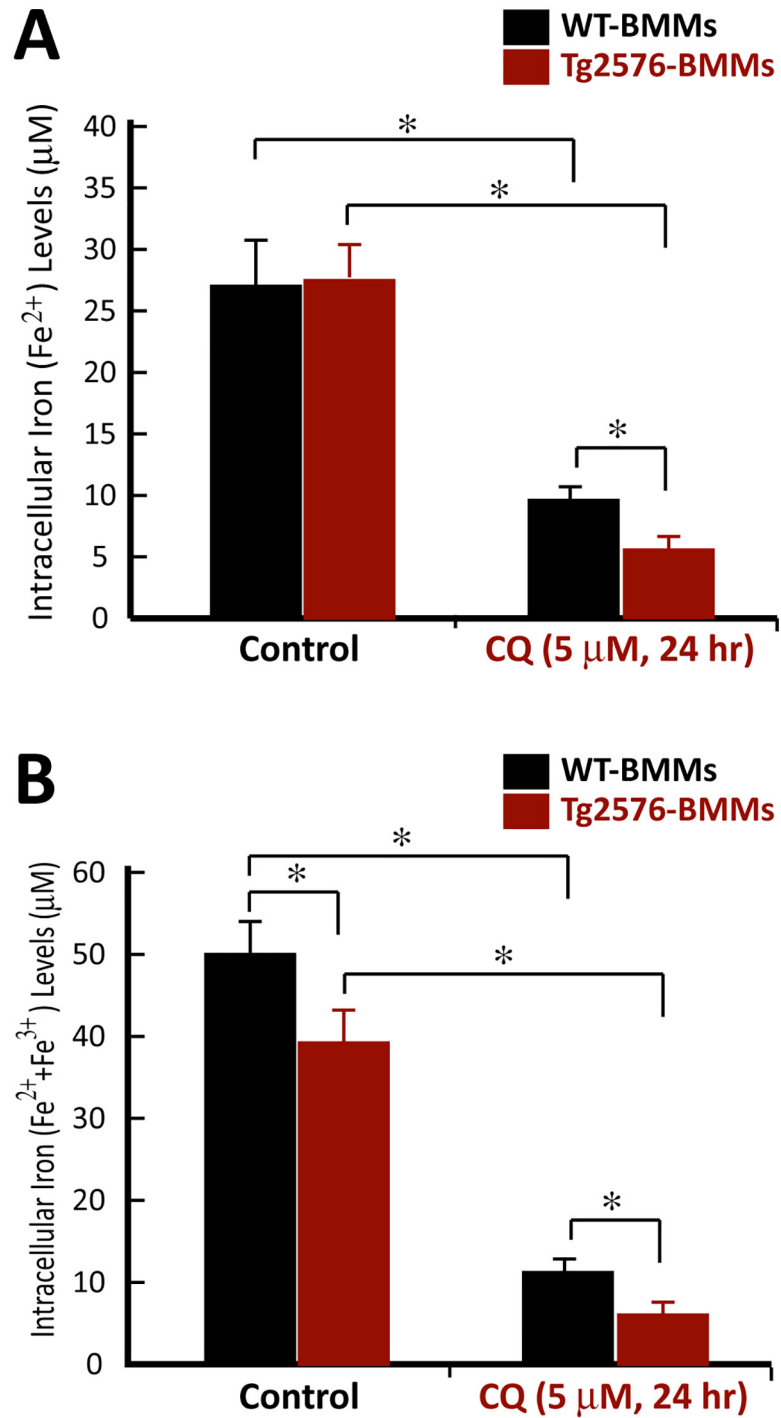 A
WT-BMMs
Tg2576-BMMs
Intracellular Iron (Fe2+) Levels (μM)
40
35
30
25
20
15
10
5
0
*
*
*
Control
CQ (5 μM, 24 hr)
B
WT-BMMs
Tg2576-BMMs
Intracellular Iron (Fe2++Fe3+) Levels (μM)
60
50
40
30
20
10
0
*
*
*
*
Control
CQ (5 μM, 24 hr)